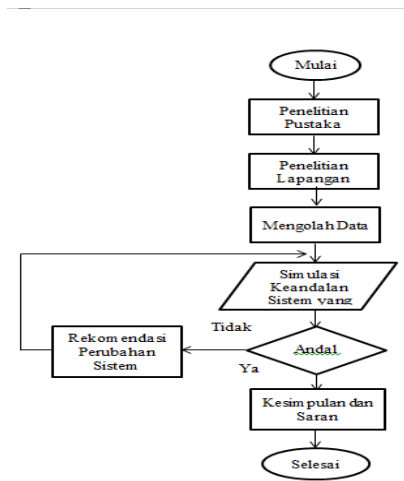 Mulai
Penelitian
Pustaka
Penelitian
Lapangan
Mengolah Data
Simulasi
Keandalan
Sistem yang
Tidak
Rekomendasi
Perubahan
Sistem
Andal
Ya
Kesimpulan dan
Saran
Selesai